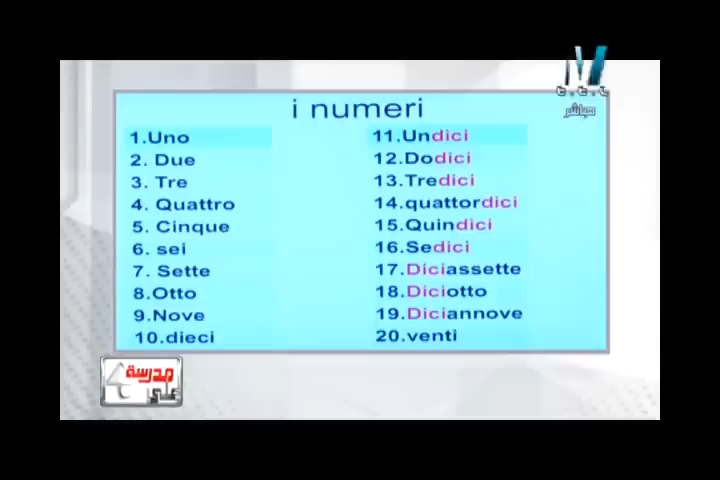 i numeri
1.Uno
2. Due
3. Tre
4. Quattro
5. Cinque
6. sei
7. Sette
8.Otto
9.Nove
10.dieci
11.Undici
12.Dodici
13.Tredici
14.quattordici
15.Quindici
16.Sedici
17.Diciassette
18.Diciotto
19.Diciannove
20.venti
مباشر
مدرسة
على